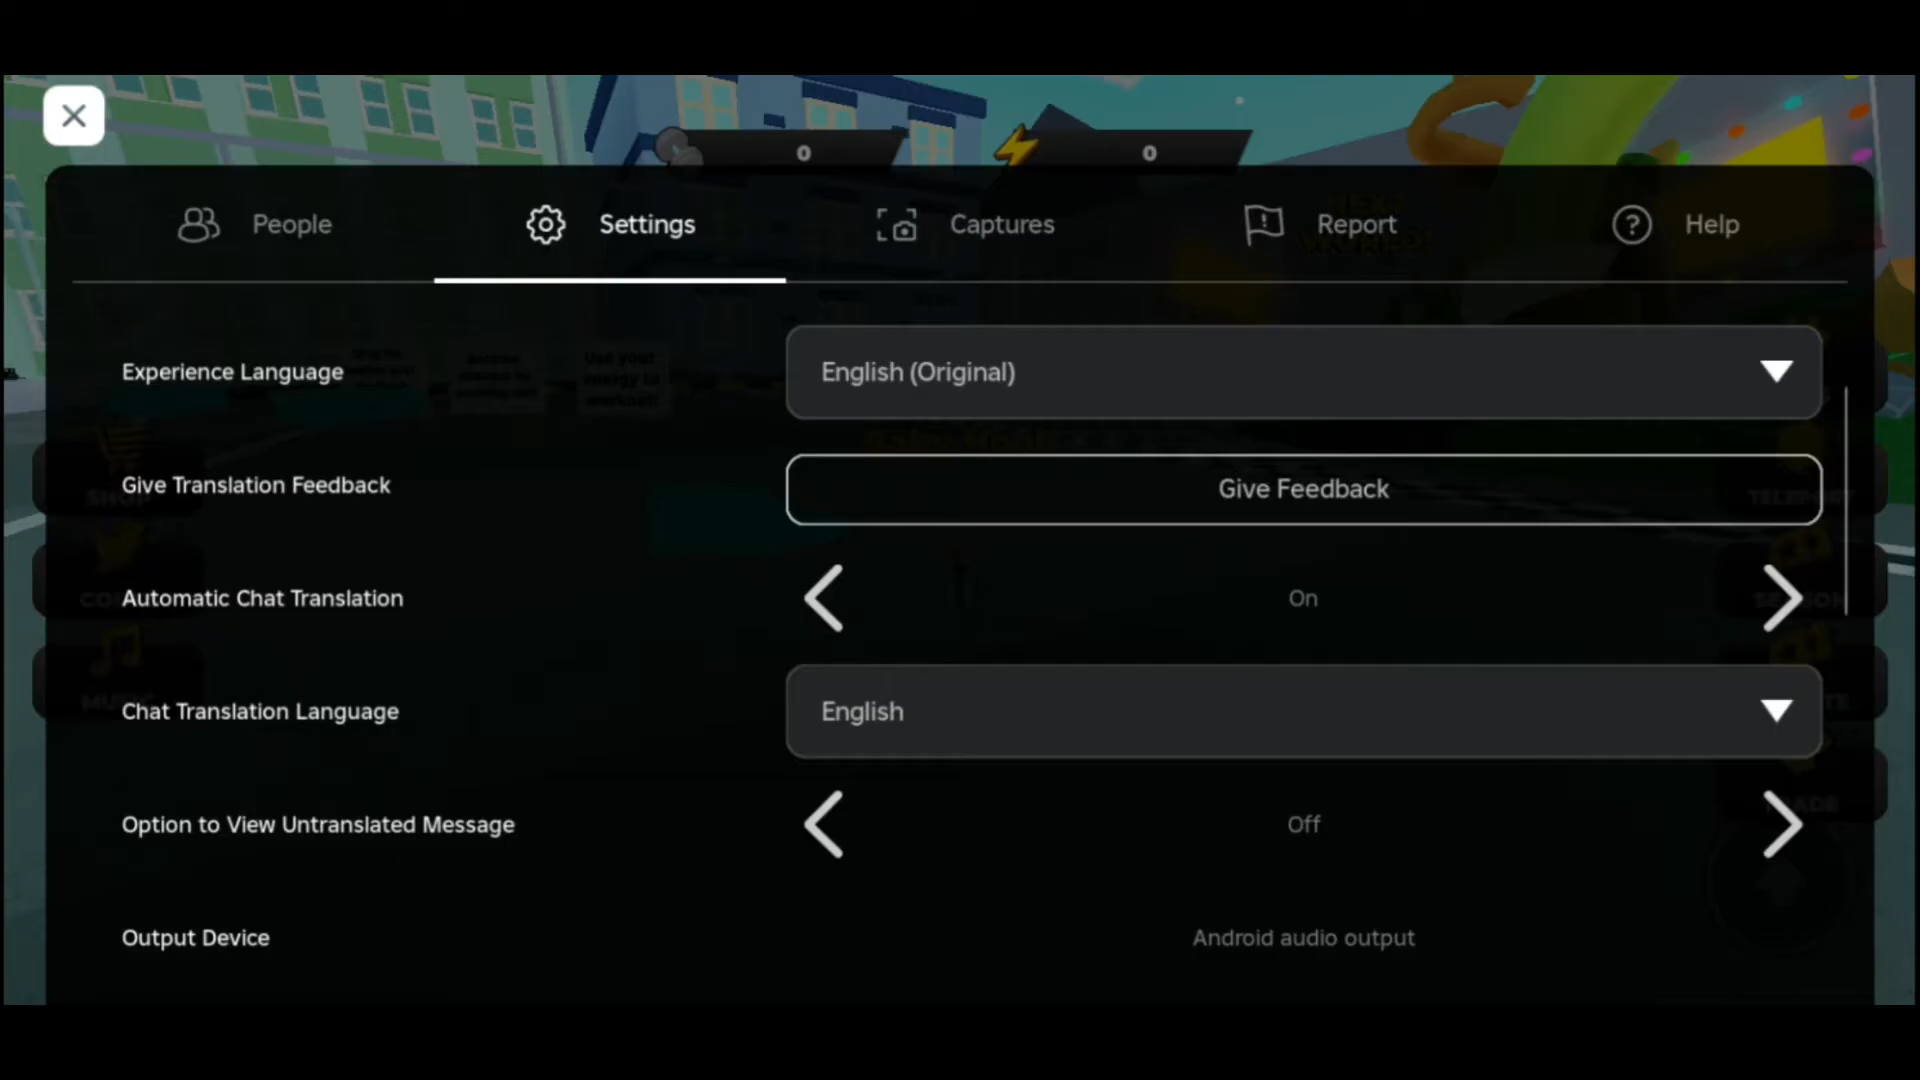 0
0
People
Settings
Captures
Report
Help
Experience Language
English (Original)
Give Translation Feedback
Give Feedback
Automatic Chat Translation
On
Chat Translation Language
English
Option to View Untranslated Message
Off
Output Device
Android audio output